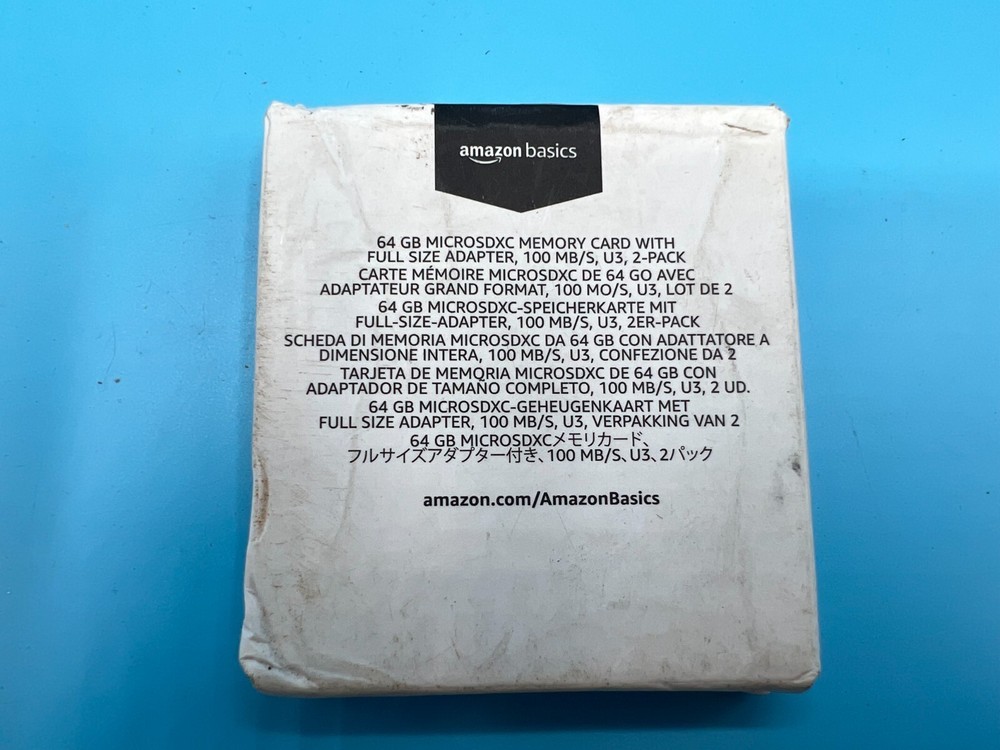 amazon basics
64 GB MICROSDXC MEMORY CARD WITH
FULL SIZE ADAPTER, 100 MB/S, U3, 2-PACK
CARTE MÉMOIRE MICROSDXC DE 64 GO AVEC
ADAPTATEUR GRAND FORMAT, 100 MO/S, U3, LOT DE 2
64 GB MICROSDXC-SPEICHERKARTE MIT
FULL-SIZE-ADAPTER, 100 MB/S, U3, 2ER-PACK
SCHEDA DI MEMORIA MICROSDXC DA 64 GB CON ADATTATORE A
DIMENSIONE INTERA, 100 MB/S, U3, CONFEZIONE DA 2
TARJETA DE MEMORIA MICROSDXC DE 64 GB CON
ADAPTADOR DE TAMAÑO COMPLETO, 100 MB/S, U3, 2 UD.
64 GB MICROSDXC-GEHEUGENKAART MET
FULL SIZE ADAPTER, 100 MB/S, U3, VERPAKKING VAN 2
64 GB MICROSDXCメモリカード、
フルサイズアダプター付き、100 MB/S、U3、2パック
amazon.com/AmazonBasics